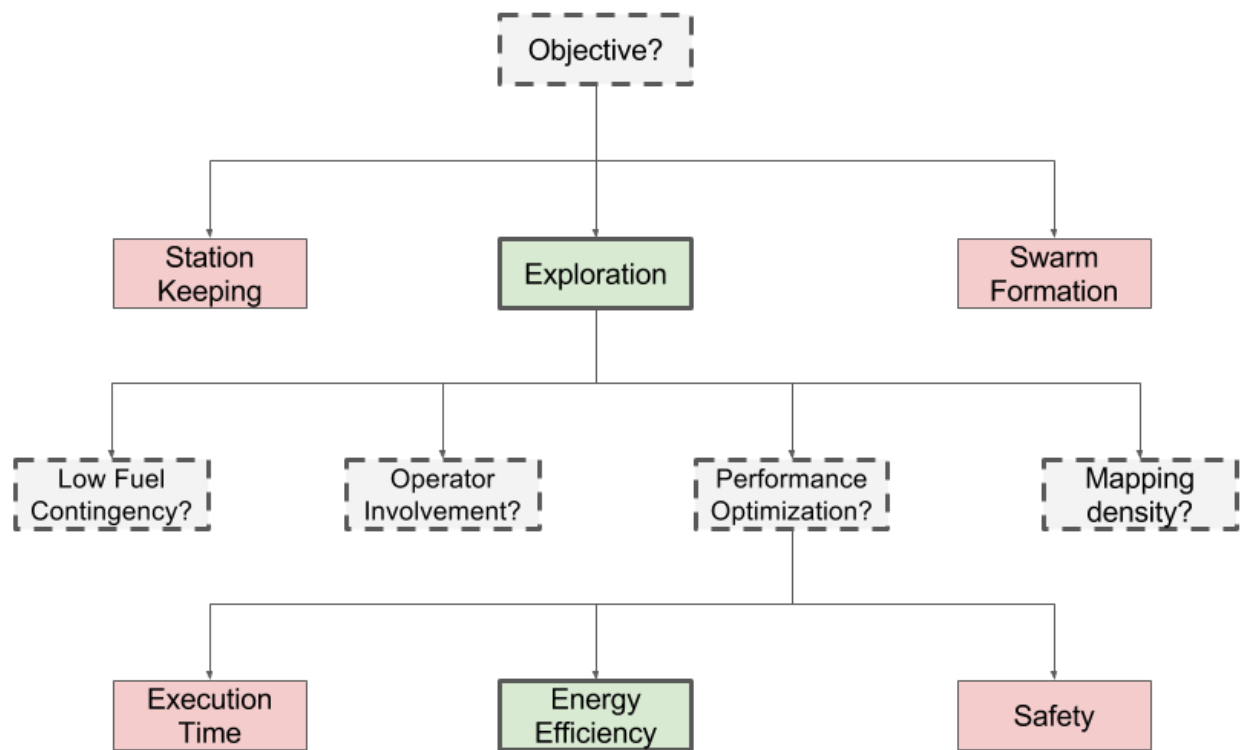 Objective?
Station
Keeping
Exploration
Swarm
Formation
Low Fuel
Contingency?
Operator
Involvement?
Performance
Optimization?
Mapping
density?
Execution
Time
Energy
Efficiency
Safety